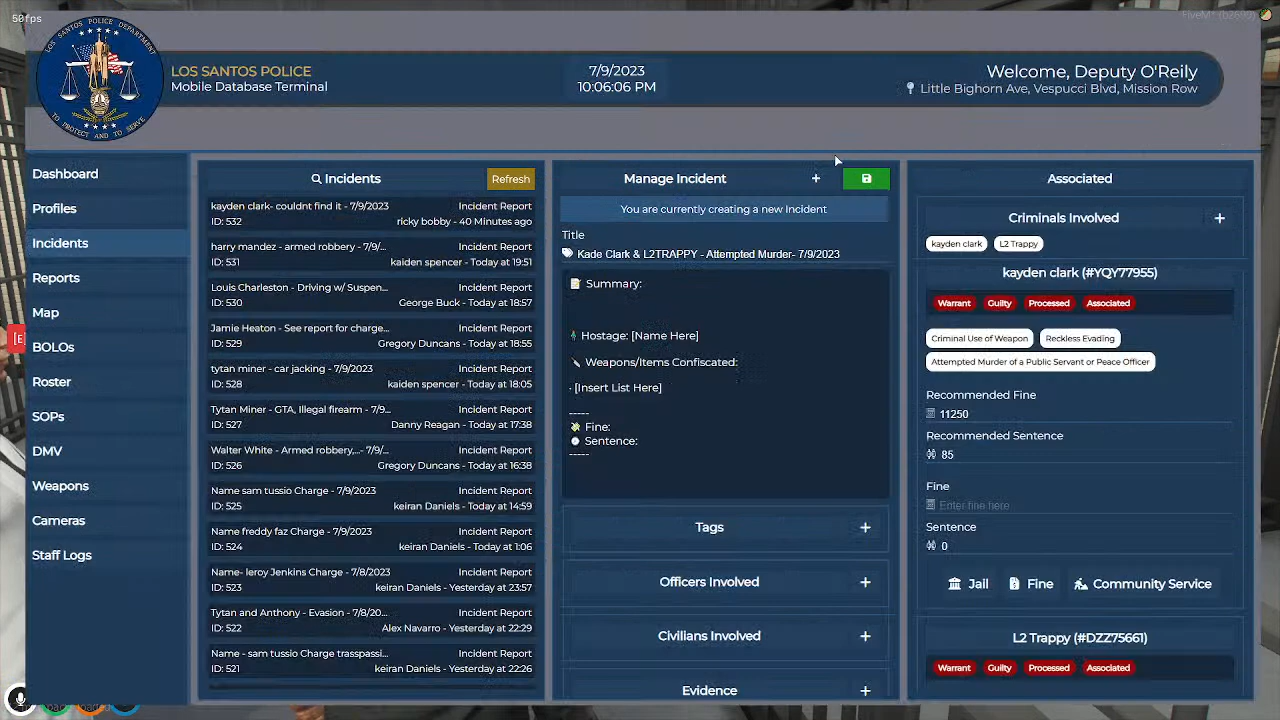 50fps
FiveM* (b2699)
LOS SANTOS POLICE DEPARTMENT
TO PROTECT AND TO SERVE
LOS SANTOS POLICE
Mobile Database Terminal
7/9/2023
10:06:06 PM
Welcome, Deputy O'Reily
Little Bighorn Ave, Vespucci Blvd, Mission Row
Dashboard
Profiles
Incidents
Reports
Map
BOLOs
Roster
SOPs
DMV
Weapons
Cameras
Staff Logs
[E]
Incidents
Refresh
kayden clark- couldnt find it - 7/9/2023 Incident Report
ID: 532 ricky bobby - 40 Minutes ago
harry mandez - armed robbery - 7/9/... Incident Report
ID: 531 kaiden spencer - Today at 19:51
Louis Charleston - Driving w/ Suspen... Incident Report
ID: 530 George Buck - Today at 18:57
Jamie Heaton - See report for charge... Incident Report
ID: 529 Gregory Duncans - Today at 18:55
tytan miner - carjacking - 7/9/2023 Incident Report
ID: 528 kaiden spencer - Today at 18:05
Tytan Miner - GTA, Illegal firearm - 7/9... Incident Report
ID: 527 Danny Reagan - Today at 17:38
Walter White - Armed robbery,...- 7/9/... Incident Report
ID: 526 Gregory Duncans - Today at 16:38
Name sam tussio Charge - 7/9/2023 Incident Report
ID: 525 keiran Daniels - Today at 14:59
Name freddy faz Charge - 7/9/2023 Incident Report
ID: 524 keiran Daniels - Today at 1:06
Name- leroy Jenkins Charge - 7/8/2023 Incident Report
ID: 523 keiran Daniels - Yesterday at 23:57
Tytan and Anthony - Evasion - 7/8/20... Incident Report
ID: 522 Alex Navarro - Yesterday at 22:29
Name - sam tussio Charge trasspassi... Incident Report
ID: 521 keiran Daniels - Yesterday at 22:26
Manage Incident +
You are currently creating a new incident
Title
Kade Clark & L2TRAPPY - Attempted Murder- 7/9/2023
Summary:
Hostage: [Name Here]
Weapons/Items Confiscated:
· [Insert List Here]
-----
Fine:
Sentence:
-----
Tags +
Officers Involved +
Civilians Involved +
Evidence +
Associated
Criminals Involved +
kayden clark L2 Trappy
kayden clark (#YQY77955)
Warrant Guilty Processed Associated
Criminal Use of Weapon Reckless Evading
Attempted Murder of a Public Servant or Peace Officer
Recommended Fine
11250
Recommended Sentence
85
Fine
Enter fine here
Sentence
0
Jail Fine Community Service
L2 Trappy (#DZZ75661)
Warrant Guilty Processed Associated